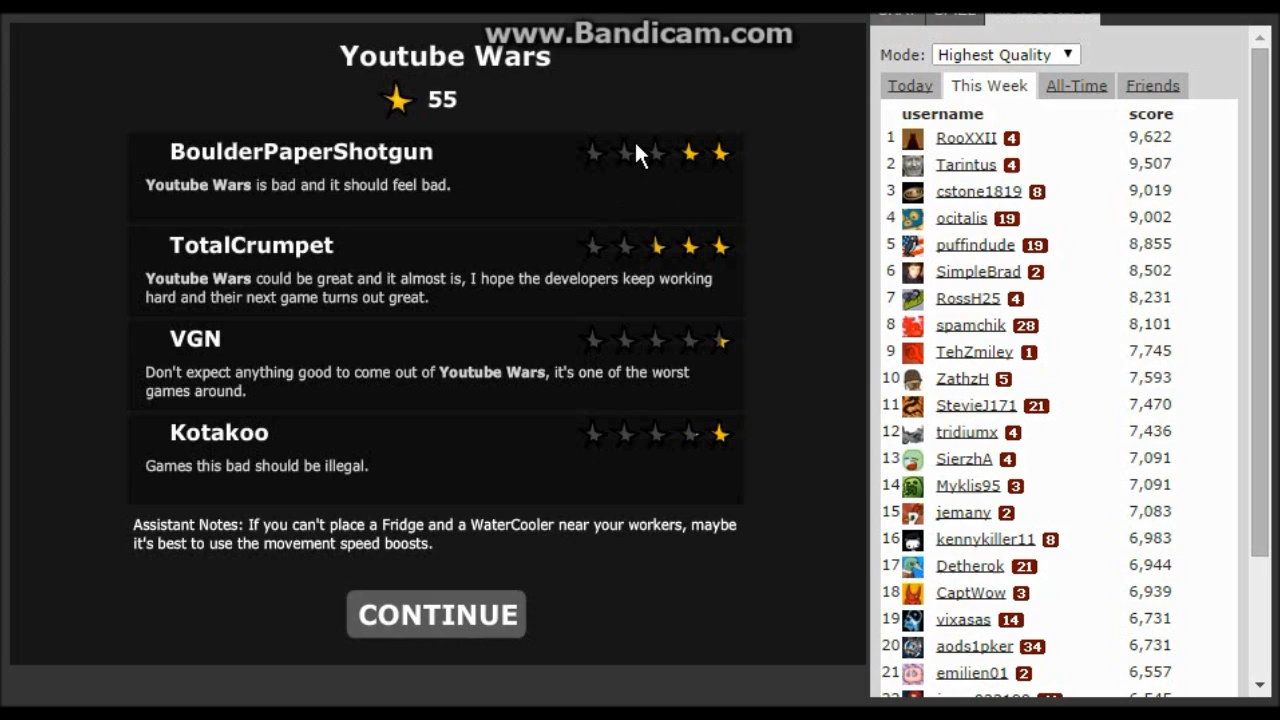 www.Bandicam.com
Youtube Wars
55
BoulderPaperShotgun
Youtube Wars is bad and it should feel bad.
TotalCrumpet
Youtube Wars could be great and it almost is, I hope the developers keep working
hard and their next game turns out great.
VGN
Don't expect anything good to come out of Youtube Wars, it's one of the worst
games around.
Kotakoo
Games this bad should be illegal.
Assistant Notes: If you can't place a Fridge and a WaterCooler near your workers, maybe
it's best to use the movement speed boosts.
CONTINUE
Mode: Highest Quality
Today This Week All-Time Friends
username score
1 RooXXII 4 9,622
2 Tarintus 4 9,507
3 cstone1819 8 9,019
4 ocitalis 19 9,002
5 puffindude 19 8,855
6 SimpleBrad 2 8,502
7 RossH25 4 8,231
8 spamchik 28 8,101
9 TehZmiley 1 7,745
10 ZathzH 5 7,593
11 StevieJ171 21 7,470
12 tridiumx 4 7,436
13 SierzhA 4 7,091
14 Myklis95 3 7,091
15 jemany 2 7,083
16 kennykiller11 8 6,983
17 Detherok 21 6,944
18 CaptWow 3 6,939
19 vixasas 14 6,731
20 aods1pker 34 6,731
21 emilien01 2 6,557